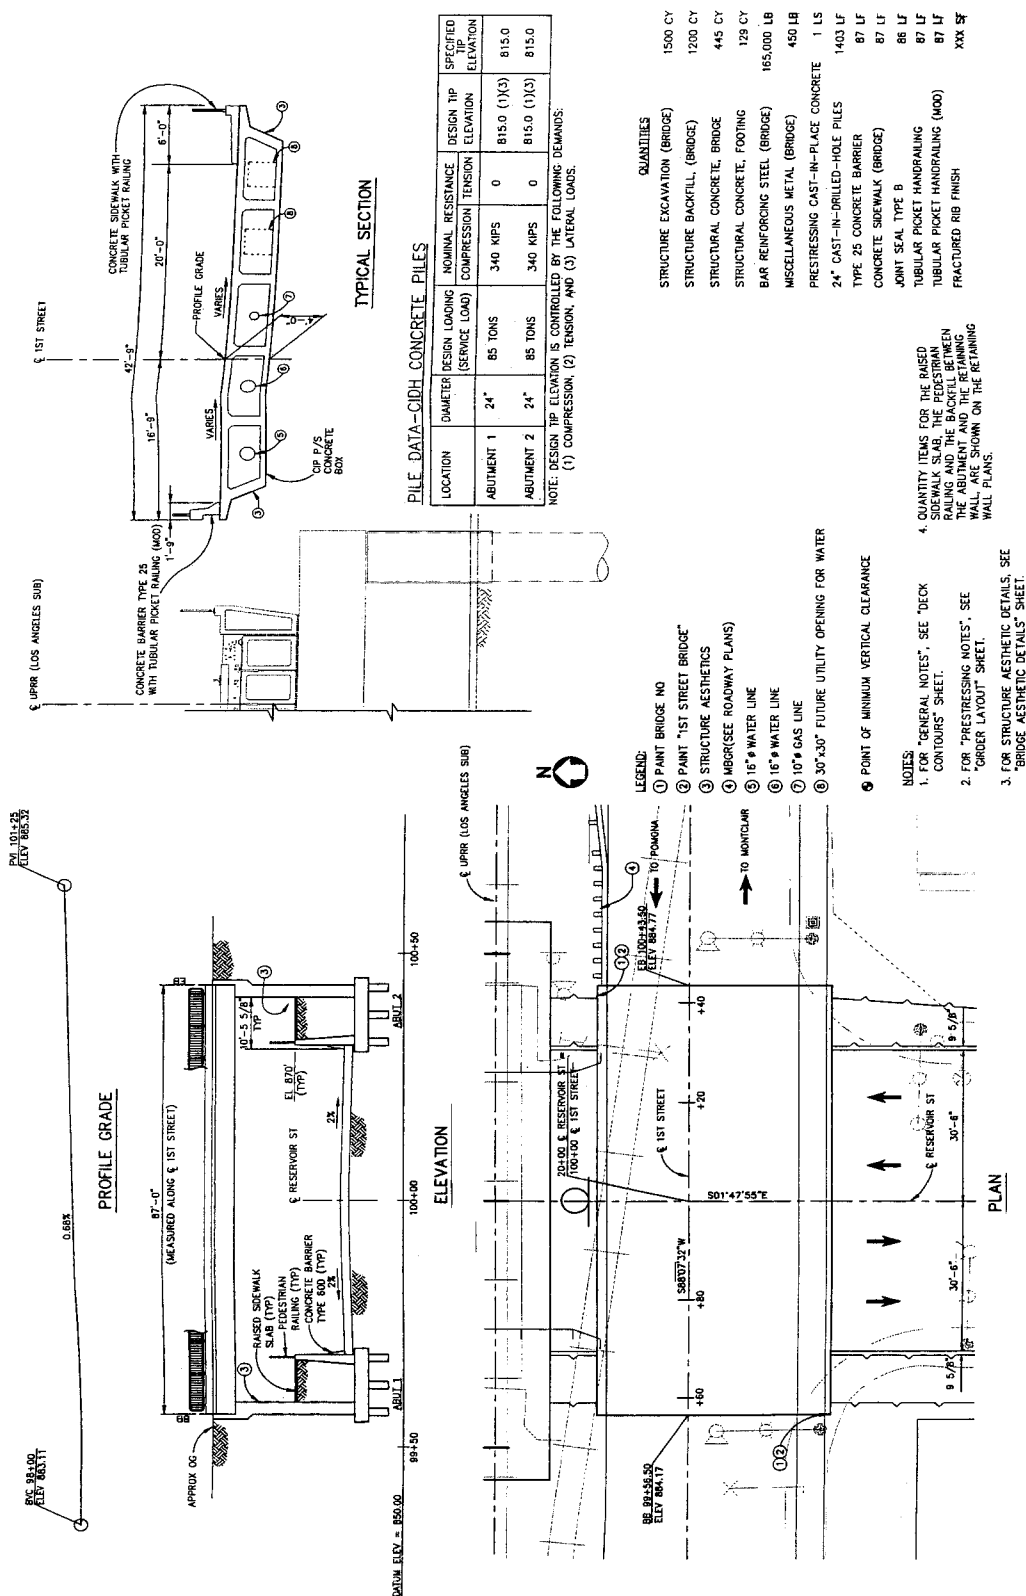 BVC 98+00
ELEV 883.11
0.68%
PVI 101+25
ELEV 885.32
PROFILE GRADE
BB
87'-0"
(MEASURED ALONG ℄ 1ST STREET)
EB
APPROX OG
③
RAISED SIDEWALK
SLAB (TYP)
PEDESTRIAN
RAILING (TYP)
CONCRETE BARRIER
TYPE 60D (TYP)
2%
℄ RESERVOIR ST
2%
EL 870'
(TYP)
10'-5 5/8"
TYP
③
ABUT 1
ABUT 2
DATUM ELEV = 850.00
99+50
100+00
100+50
ELEVATION
℄ UPRR (LOS ANGELES SUB)
20+00 ℄ RESERVOIR ST =
100+00 ℄ 1ST STREET
①②
④
TO POMONA
EB 100+43.50
ELEV 884.77
TO MONTCLAIR
BB 99+56.50
ELEV 884.17
+60
+80
S88°07'32"W
S01°47'55"E
℄ 1ST STREET
+20
+40
①②
℄ RESERVOIR ST
9 5/8"
30'-6"
30'-6"
9 5/8"
PLAN
N
℄ UPRR (LOS ANGELES SUB)
℄ 1ST STREET
42'-9"
16'-9"
20'-0"
6'-0"
1'-9"
CONCRETE BARRIER TYPE 25
WITH TUBULAR PICKET RAILING (MOD)
CONCRETE SIDEWALK WITH
TUBULAR PICKET RAILING
PROFILE GRADE
VARIES
VARIES
③
CIP P/S
CONCRETE
BOX
⑤
⑥
⑦
⑧
⑧
③
TYPICAL SECTION
PILE DATA-CIDH CONCRETE PILES
LOCATION DIAMETER DESIGN LOADING (SERVICE LOAD) NOMINAL RESISTANCE COMPRESSION TENSION DESIGN TIP ELEVATION SPECIFIED TIP ELEVATION
ABUTMENT 1 24" 85 TONS 340 KIPS 0 815.0 (1)(3) 815.0
ABUTMENT 2 24" 85 TONS 340 KIPS 0 815.0 (1)(3) 815.0
NOTE: DESIGN TIP ELEVATION IS CONTROLLED BY THE FOLLOWING DEMANDS:
(1) COMPRESSION, (2) TENSION, AND (3) LATERAL LOADS.
LEGEND:
① PAINT BRIDGE NO
② PAINT "1ST STREET BRIDGE"
③ STRUCTURE AESTHETICS
④ MBGR(SEE ROADWAY PLANS)
⑤ 16"ø WATER LINE
⑥ 16"ø WATER LINE
⑦ 10"ø GAS LINE
⑧ 30"x30" FUTURE UTILITY OPENING FOR WATER
POINT OF MINIMUM VERTICAL CLEARANCE
NOTES:
1. FOR "GENERAL NOTES", SEE "DECK
CONTOURS" SHEET.
2. FOR "PRESTRESSING NOTES", SEE
"GIRDER LAYOUT" SHEET.
3. FOR STRUCTURE AESTHETIC DETAILS, SEE
"BRIDGE AESTHETIC DETAILS" SHEET.
4. QUANTITY ITEMS FOR THE RAISED
SIDEWALK SLAB, THE PEDESTRIAN
RAILING AND THE BACKFILL BETWEEN
THE ABUTMENT AND THE RETAINING
WALL, ARE SHOWN ON THE RETAINING
WALL PLANS.
QUANTITIES
STRUCTURE EXCAVATION (BRIDGE) 1500 CY
STRUCTURE BACKFILL, (BRIDGE) 1200 CY
STRUCTURAL CONCRETE, BRIDGE 445 CY
STRUCTURAL CONCRETE, FOOTING 129 CY
BAR REINFORCING STEEL (BRIDGE) 165,000 LB
MISCELLANEOUS METAL (BRIDGE) 450 LB
PRESTRESSING CAST-IN-PLACE CONCRETE 1 LS
24" CAST-IN-DRILLED-HOLE PILES 1403 LF
TYPE 25 CONCRETE BARRIER 87 LF
CONCRETE SIDEWALK (BRIDGE) 87 LF
JOINT SEAL TYPE B 86 LF
TUBULAR PICKET HANDRAILING 87 LF
TUBULAR PICKET HANDRAILING (MOD) 87 LF
FRACTURED RIB FINISH XXX SF